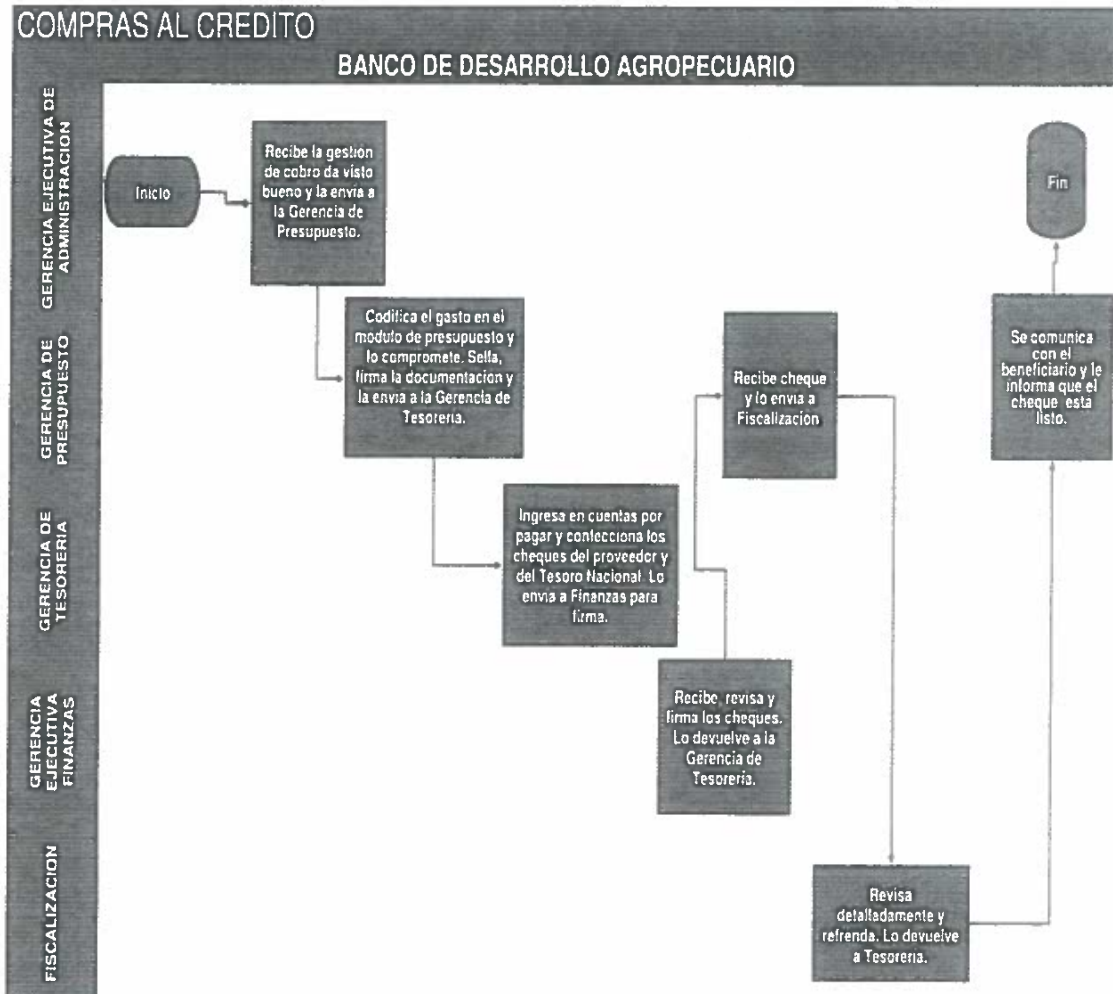 COMPRAS AL CREDITO
BANCO DE DESARROLLO AGROPECUARIO
GERENCIA EJECUTIVA DE
ADMINISTRACION
Inicio
Recibe la gestión
de cobro da visto
bueno y la envia a
la Gerencia de
Presupuesto.
Fin
GERENCIA DE
PRESUPUESTO
Codifica el gasto en el
modulo de presupuesto y
lo compromete. Sella,
firma la documentacion y
la envia a la Gerencia de
Tesoreria.
Recibe cheque
y lo envia a
Fiscalización
Se comunica
con el
beneficiario y le
informa que el
cheque está
listo.
GERENCIA DE
TESORERIA
Ingresa en cuentas por
pagar y confecciona los
cheques del proveedor y
del Tesoro Nacional. Lo
envia a Finanzas para
firma.
GERENCIA
EJECUTIVA
FINANZAS
Recibe, revisa y
firma los cheques.
Lo devuelve a la
Gerencia de
Tesoreria.
FISCALIZACION
Revisa
detalladamente y
refrenda. Lo devuelve
a Tesoreria.